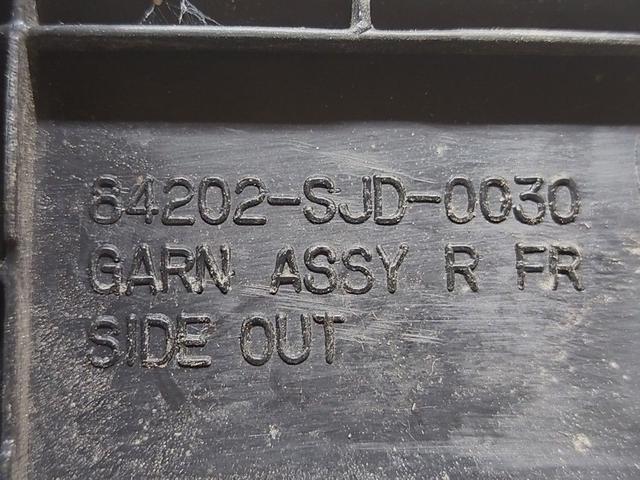 84202-SJD-0030
GARN ASSY R FR
SIDE OUT